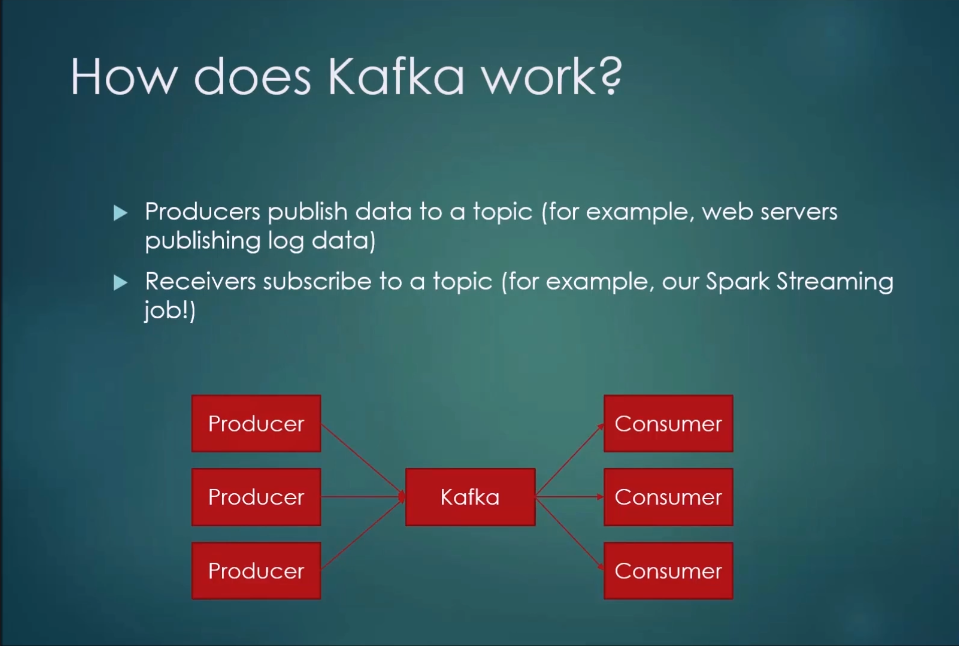 How does Kafka work?
Producers publish data to a topic (for example, web servers
publishing log data)
Receivers subscribe to a topic (for example, our Spark Streaming
job!)
Producer
Consumer
Producer
Kafka
Consumer
Producer
Consumer